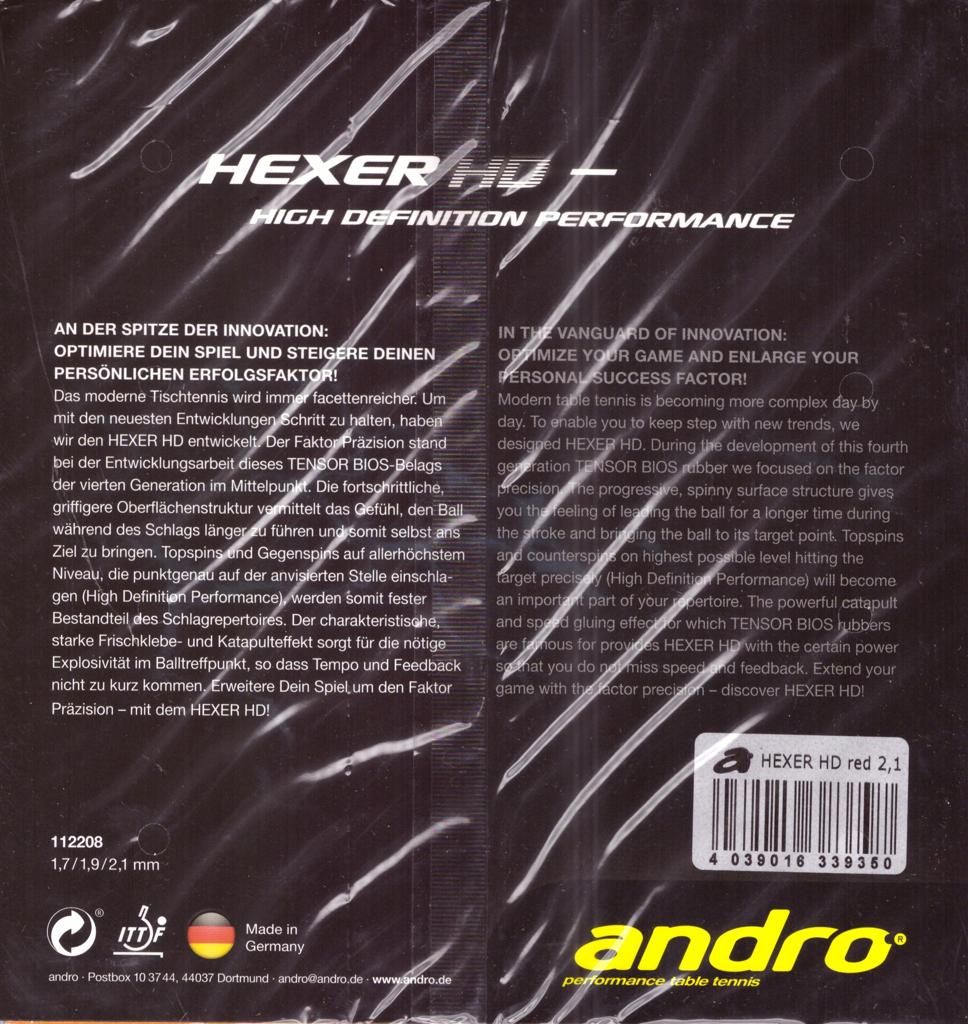 HEXER HD –
HIGH DEFINITION PERFORMANCE
AN DER SPITZE DER INNOVATION:
OPTIMIERE DEIN SPIEL UND STEIGERE DEINEN
PERSÖNLICHEN ERFOLGSFAKTOR!
Das moderne Tischtennis wird immer facettenreicher. Um
mit den neuesten Entwicklungen Schritt zu halten, haben
wir den HEXER HD entwickelt. Der Faktor Präzision stand
bei der Entwicklungsarbeit dieses TENSOR BIOS-Belags
der vierten Generation im Mittelpunkt. Die fortschrittliche,
griffigere Oberflächenstruktur vermittelt das Gefühl, den Ball
während des Schlags länger zu führen und somit selbst ans
Ziel zu bringen. Topspins und Gegenspins auf allerhöchstem
Niveau, die punktgenau auf der anvisierten Stelle einschla-
gen (High Definition Performance), werden somit fester
Bestandteil des Schlagrepertoires. Der charakteristische,
starke Frischklebe- und Katapulteffekt sorgt für die nötige
Explosivität im Balltreffpunkt, so dass Tempo und Feedback
nicht zu kurz kommen. Erweitere Dein Spiel um den Faktor
Präzision – mit dem HEXER HD!
IN THE VANGUARD OF INNOVATION:
OPTIMIZE YOUR GAME AND ENLARGE YOUR
PERSONAL SUCCESS FACTOR!
Modern table tennis is becoming more complex day by
day. To enable you to keep step with new trends, we
designed HEXER HD. During the development of this fourth
generation TENSOR BIOS rubber we focused on the factor
precision. The progressive, spinny surface structure gives
you the feeling of leading the ball for a longer time during
the stroke and bringing the ball to its target point. Topspins
and counterspins on highest possible level hitting the
target precisely (High Definition Performance) will become
an important part of your repertoire. The powerful catapult
and speed gluing effect for which TENSOR BIOS rubbers
are famous for provides HEXER HD with the certain power
so that you do not miss speed and feedback. Extend your
game with the factor precision – discover HEXER HD!
a HEXER HD red 2,1
4 039016 339350
112208
1,7/1,9/2,1 mm
® ITTF Made in
Germany
andro · Postbox 10 37 44, 44037 Dortmund · andro@andro.de · www.andro.de
andro®
performance table tennis